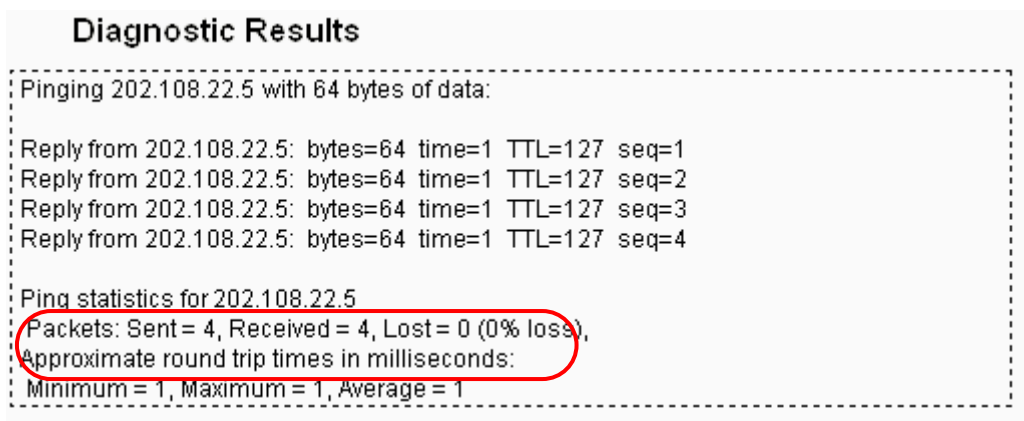 Diagnostic Results
Pinging 202.108.22.5 with 64 bytes of data:
Reply from 202.108.22.5: bytes=64 time=1 TTL=127 seq=1
Reply from 202.108.22.5: bytes=64 time=1 TTL=127 seq=2
Reply from 202.108.22.5: bytes=64 time=1 TTL=127 seq=3
Reply from 202.108.22.5: bytes=64 time=1 TTL=127 seq=4
Ping statistics for 202.108.22.5
Packets: Sent = 4, Received = 4, Lost = 0 (0% loss),
Approximate round trip times in milliseconds:
Minimum = 1, Maximum = 1, Average = 1